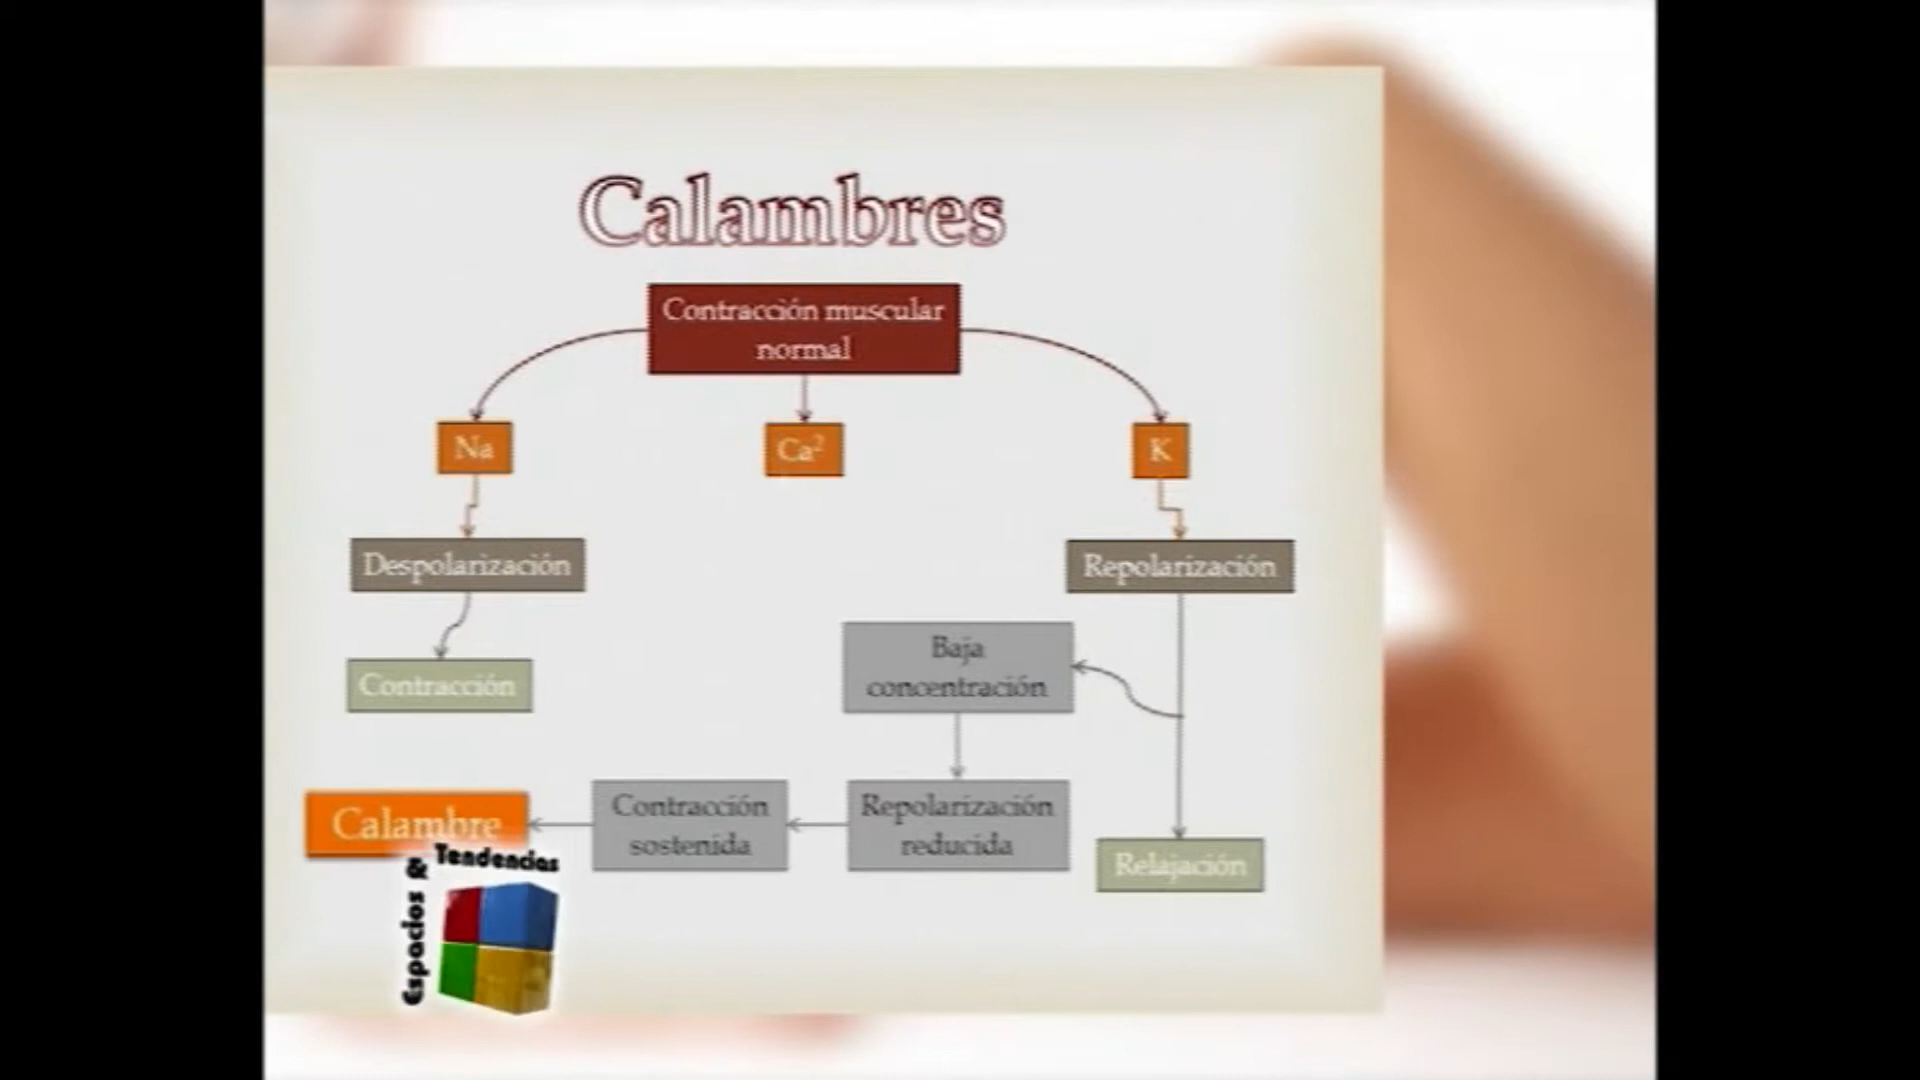 Calambres
Contracción muscular
normal
Na
Ca²
K
Despolarización
Repolarización
Baja
concentración
Contracción
Calambre
Contracción
sostenida
Repolarización
reducida
Relajación
Espacios &
Tendencias